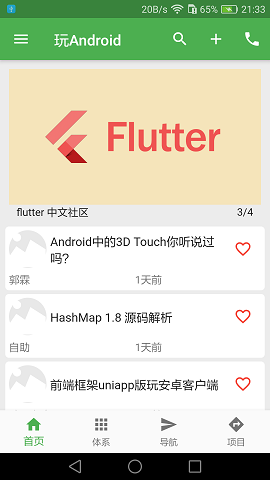 20B/s 65% 21:33
玩Android
Flutter
flutter 中文社区 3/4
Android中的3D Touch你听说过
吗?
郭霖 1天前
HashMap 1.8 源码解析
自助 1天前
前端框架uniapp版玩安卓客户端
首页 体系 导航 项目